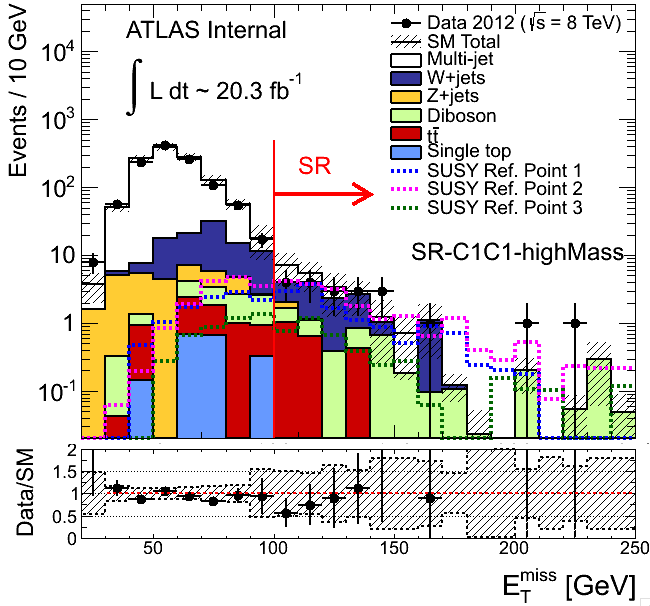 ATLAS Internal
∫ L dt ~ 20.3 fb⁻¹
Data 2012 (√s = 8 TeV)
SM Total
Multi-jet
W+jets
Z+jets
Diboson
tt̄
Single top
SUSY Ref. Point 1
SUSY Ref. Point 2
SUSY Ref. Point 3
SR
SR-C1C1-highMass
Events / 10 GeV
10⁴
10³
10²
10
1
10⁻¹
Data/SM
2
1.5
1
0.5
0
50 100 150 200 250
E_T^miss [GeV]